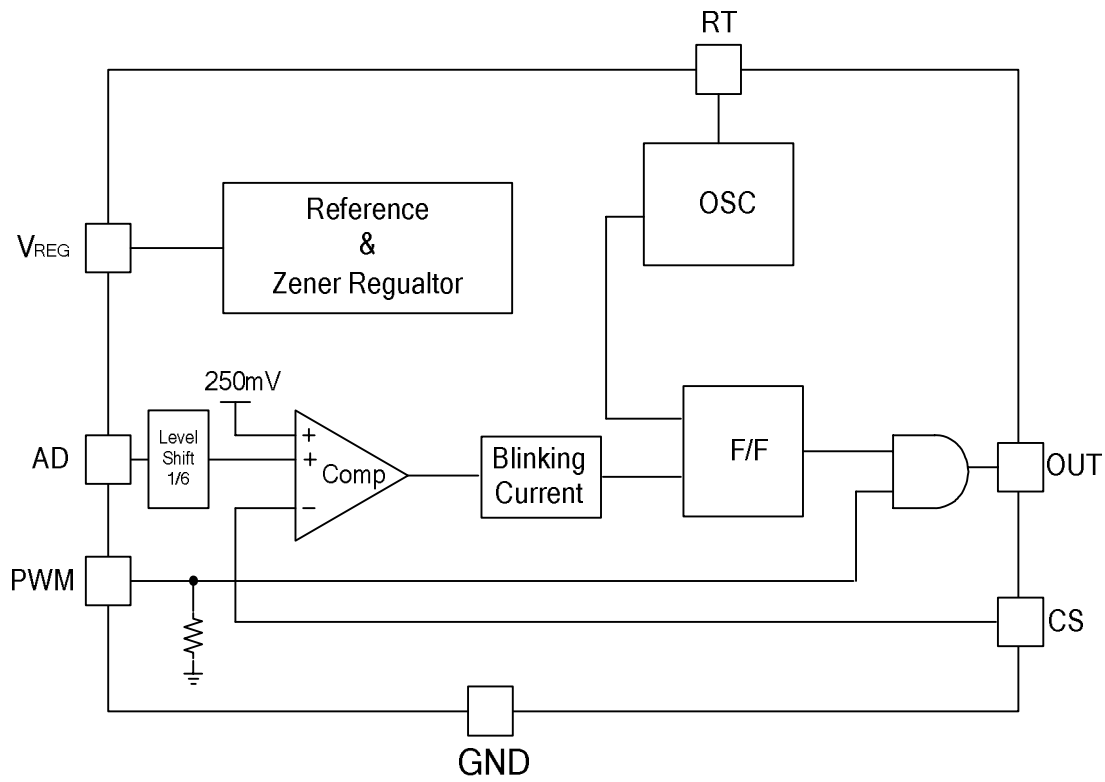 RT
OSC
Reference
&
Zener Regualtor
VREG
250mV
AD
Level
Shift
1/6
+
+
−
Comp
Blinking
Current
F/F
OUT
PWM
CS
GND